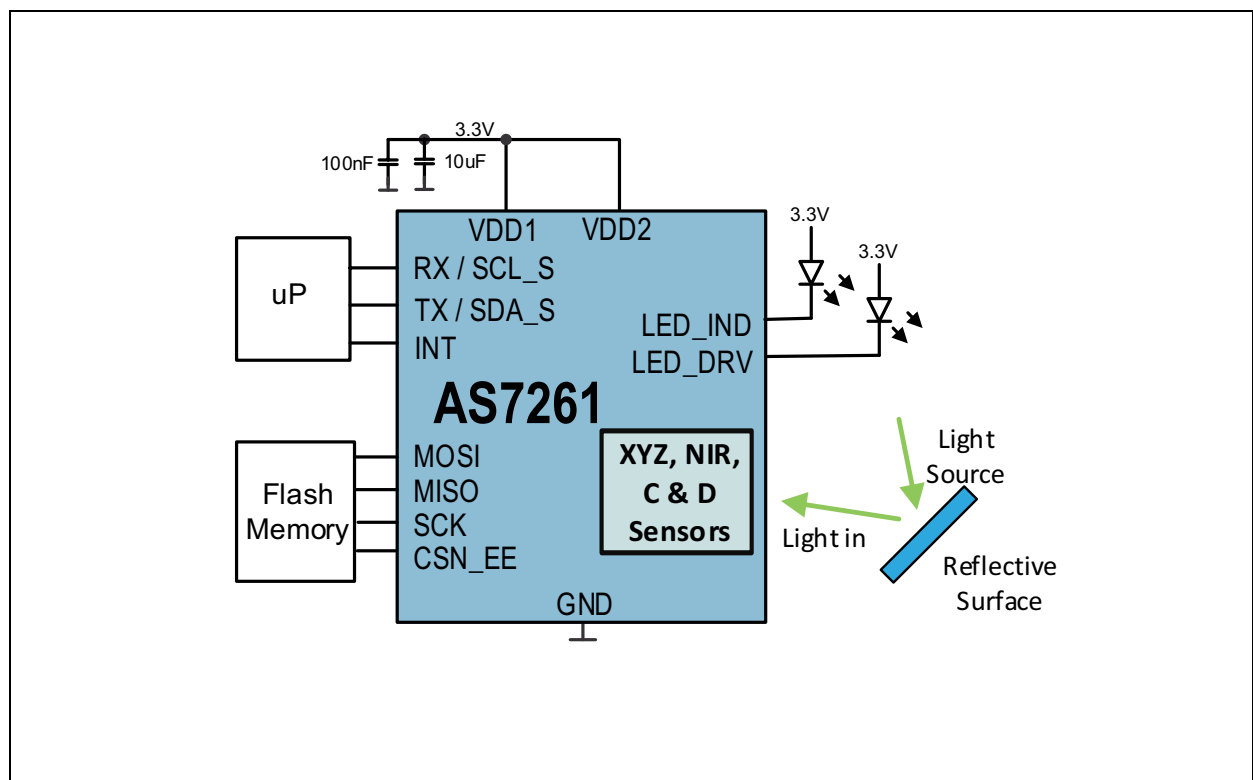 3.3V
100nF
10uF
VDD1
VDD2
3.3V
3.3V
uP
RX / SCL_S
TX / SDA_S
INT
LED_IND
LED_DRV
AS7261
Flash
Memory
MOSI
MISO
SCK
CSN_EE
XYZ, NIR,
C & D
Sensors
Light
Source
Light in
Reflective
Surface
GND